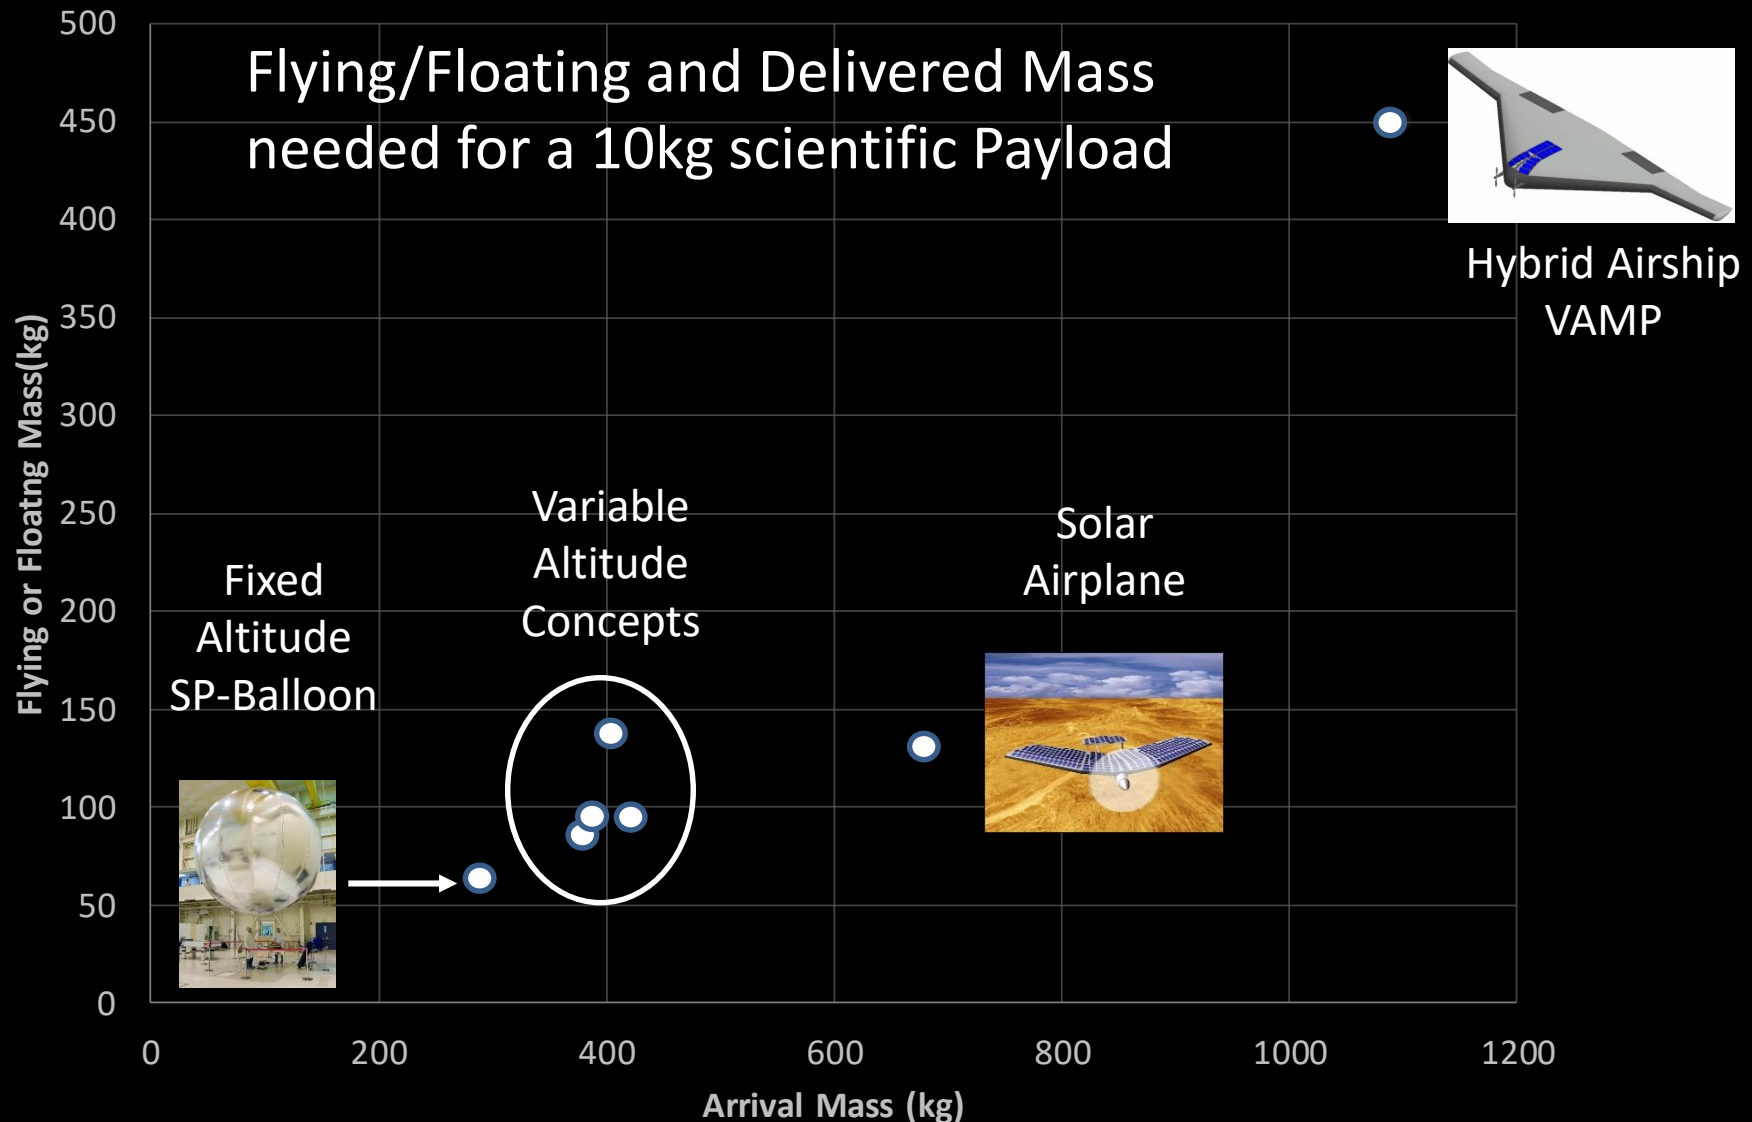 Flying/Floating and Delivered Mass
needed for a 10kg scientific Payload
500
450
400
350
300
250
200
150
100
50
0
Flying or Floatng Mass(kg)
Hybrid Airship
VAMP
Variable
Altitude
Concepts
Solar
Airplane
Fixed
Altitude
SP-Balloon
0 200 400 600 800 1000 1200
Arrival Mass (kg)